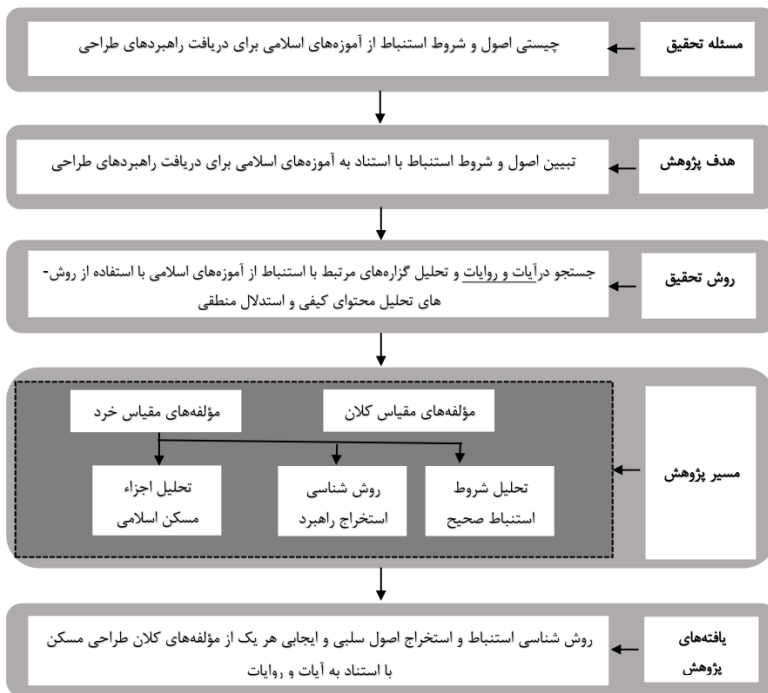 مسئله تحقیق
چیستی اصول و شروط استنباط از آموزه‌های اسلامی برای دریافت راهبردهای طراحی
هدف پژوهش
تبیین اصول و شروط استنباط با استناد به آموزه‌های اسلامی برای دریافت راهبردهای طراحی
روش تحقیق
جستجو درآیات و روایات و تحلیل گزاره‌های مرتبط با استنباط از آموزه‌های اسلامی با استفاده از روش-
های تحلیل محتوای کیفی و استدلال منطقی
مسیر پژوهش
مؤلفه‌های مقیاس کلان
مؤلفه‌های مقیاس خرد
تحلیل شروط
استنباط صحیح
روش شناسی
استخراج راهبرد
تحلیل اجزاء
مسکن اسلامی
یافته‌های
پژوهش
روش شناسی استنباط و استخراج اصول سلبی و ایجابی هر یک از مؤلفه‌های کلان طراحی مسکن
با استناد به آیات و روایات